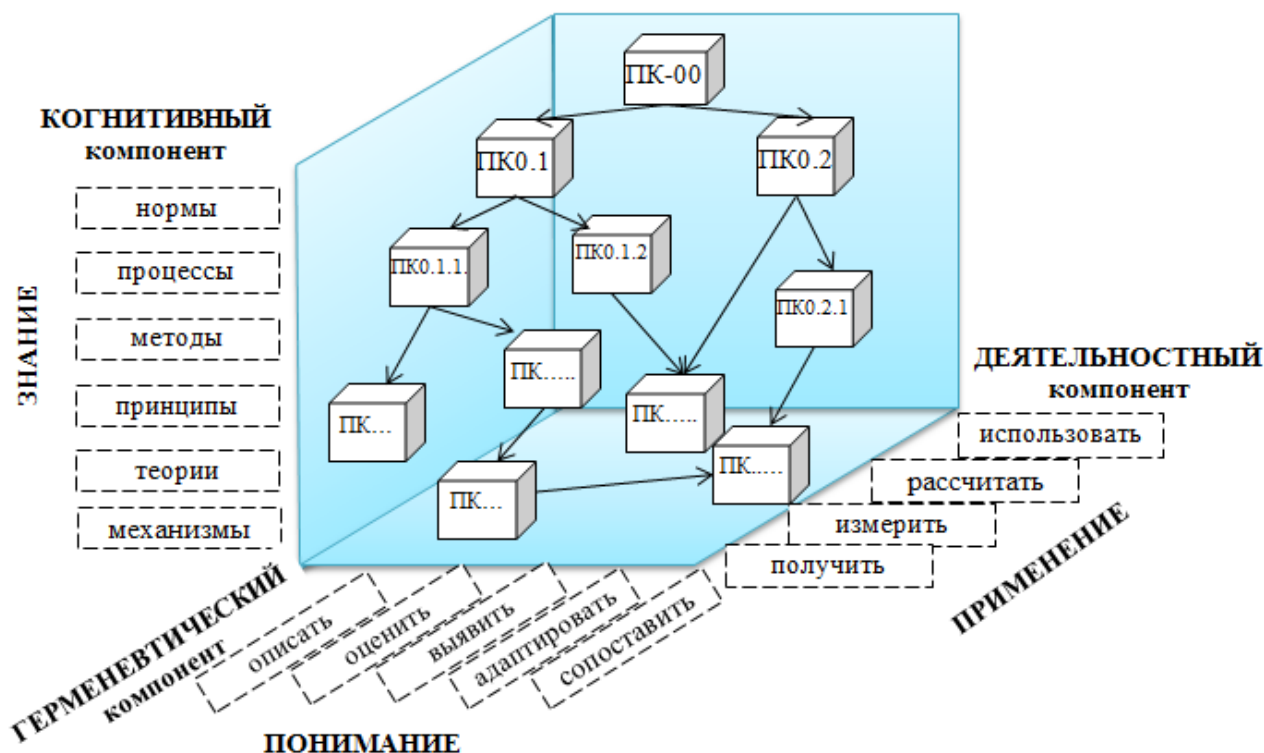 ПК-00
КОГНИТИВНЫЙ
компонент
ПК0.1
ПК0.2
нормы
ПК0.1.1.
ПК0.1.2
процессы
ПК0.2.1
ЗНАНИЕ
методы
ПК.....
ДЕЯТЕЛЬНОСТНЫЙ
компонент
принципы
ПК...
ПК.....
использовать
теории
ПК...
ПК.....
рассчитать
механизмы
измерить
получить
ПРИМЕНЕНИЕ
ГЕРМЕНЕВТИЧЕСКИЙ
компонент
описать
оценить
выявить
адаптировать
сопоставить
ПОНИМАНИЕ